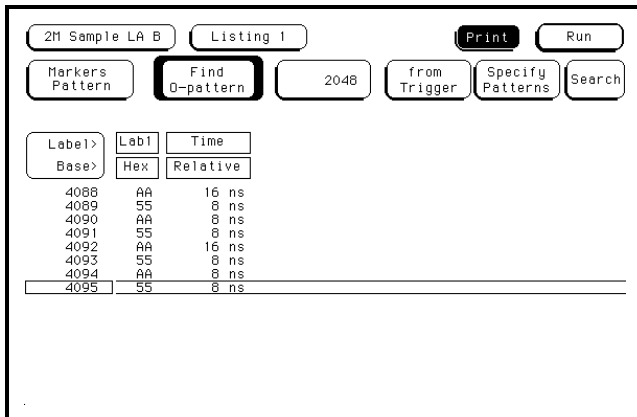 2M Sample LA B Listing 1 Print Run
Markers Pattern Find O-pattern 2048 from Trigger Specify Patterns Search
Label> Lab1 Time
Base> Hex Relative
4088 AA 16 ns
4089 55 8 ns
4090 AA 8 ns
4091 55 8 ns
4092 AA 16 ns
4093 55 8 ns
4094 AA 8 ns
4095 55 8 ns